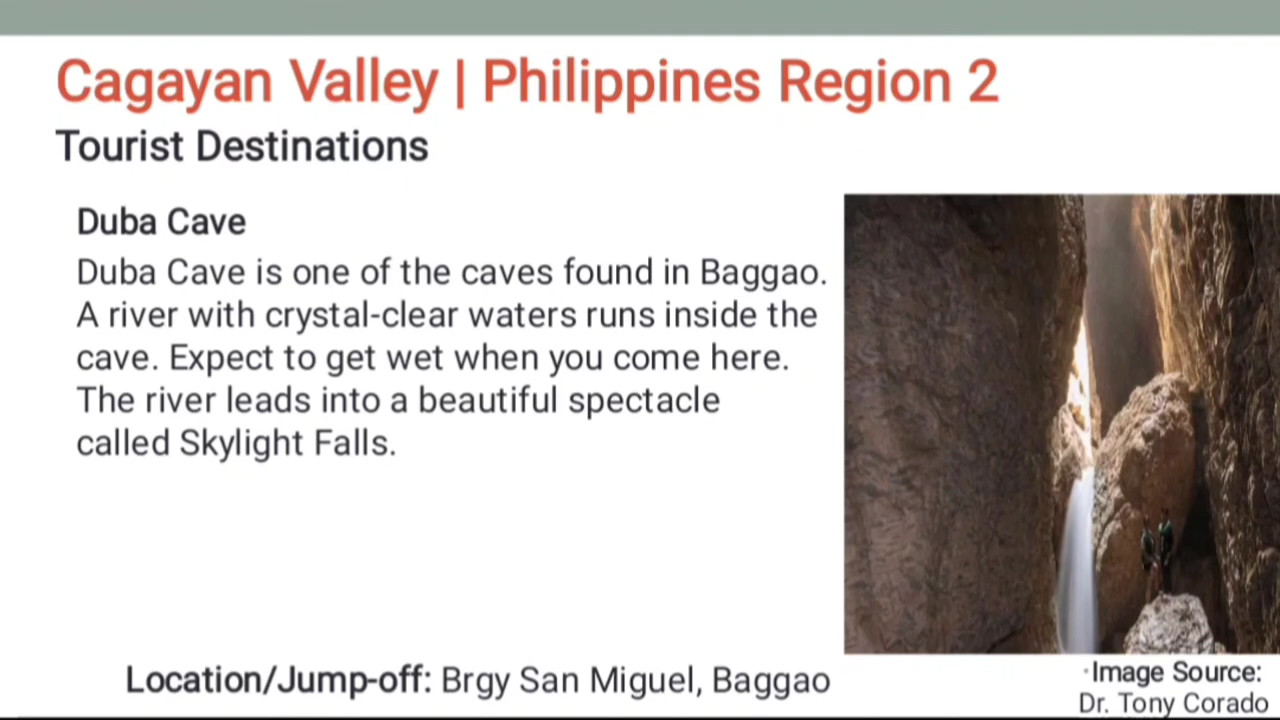 Cagayan Valley | Philippines Region 2
Tourist Destinations
Duba Cave
Duba Cave is one of the caves found in Baggao.
A river with crystal-clear waters runs inside the
cave. Expect to get wet when you come here.
The river leads into a beautiful spectacle
called Skylight Falls.
Location/Jump-off: Brgy San Miguel, Baggao
Image Source:
Dr. Tony Corado